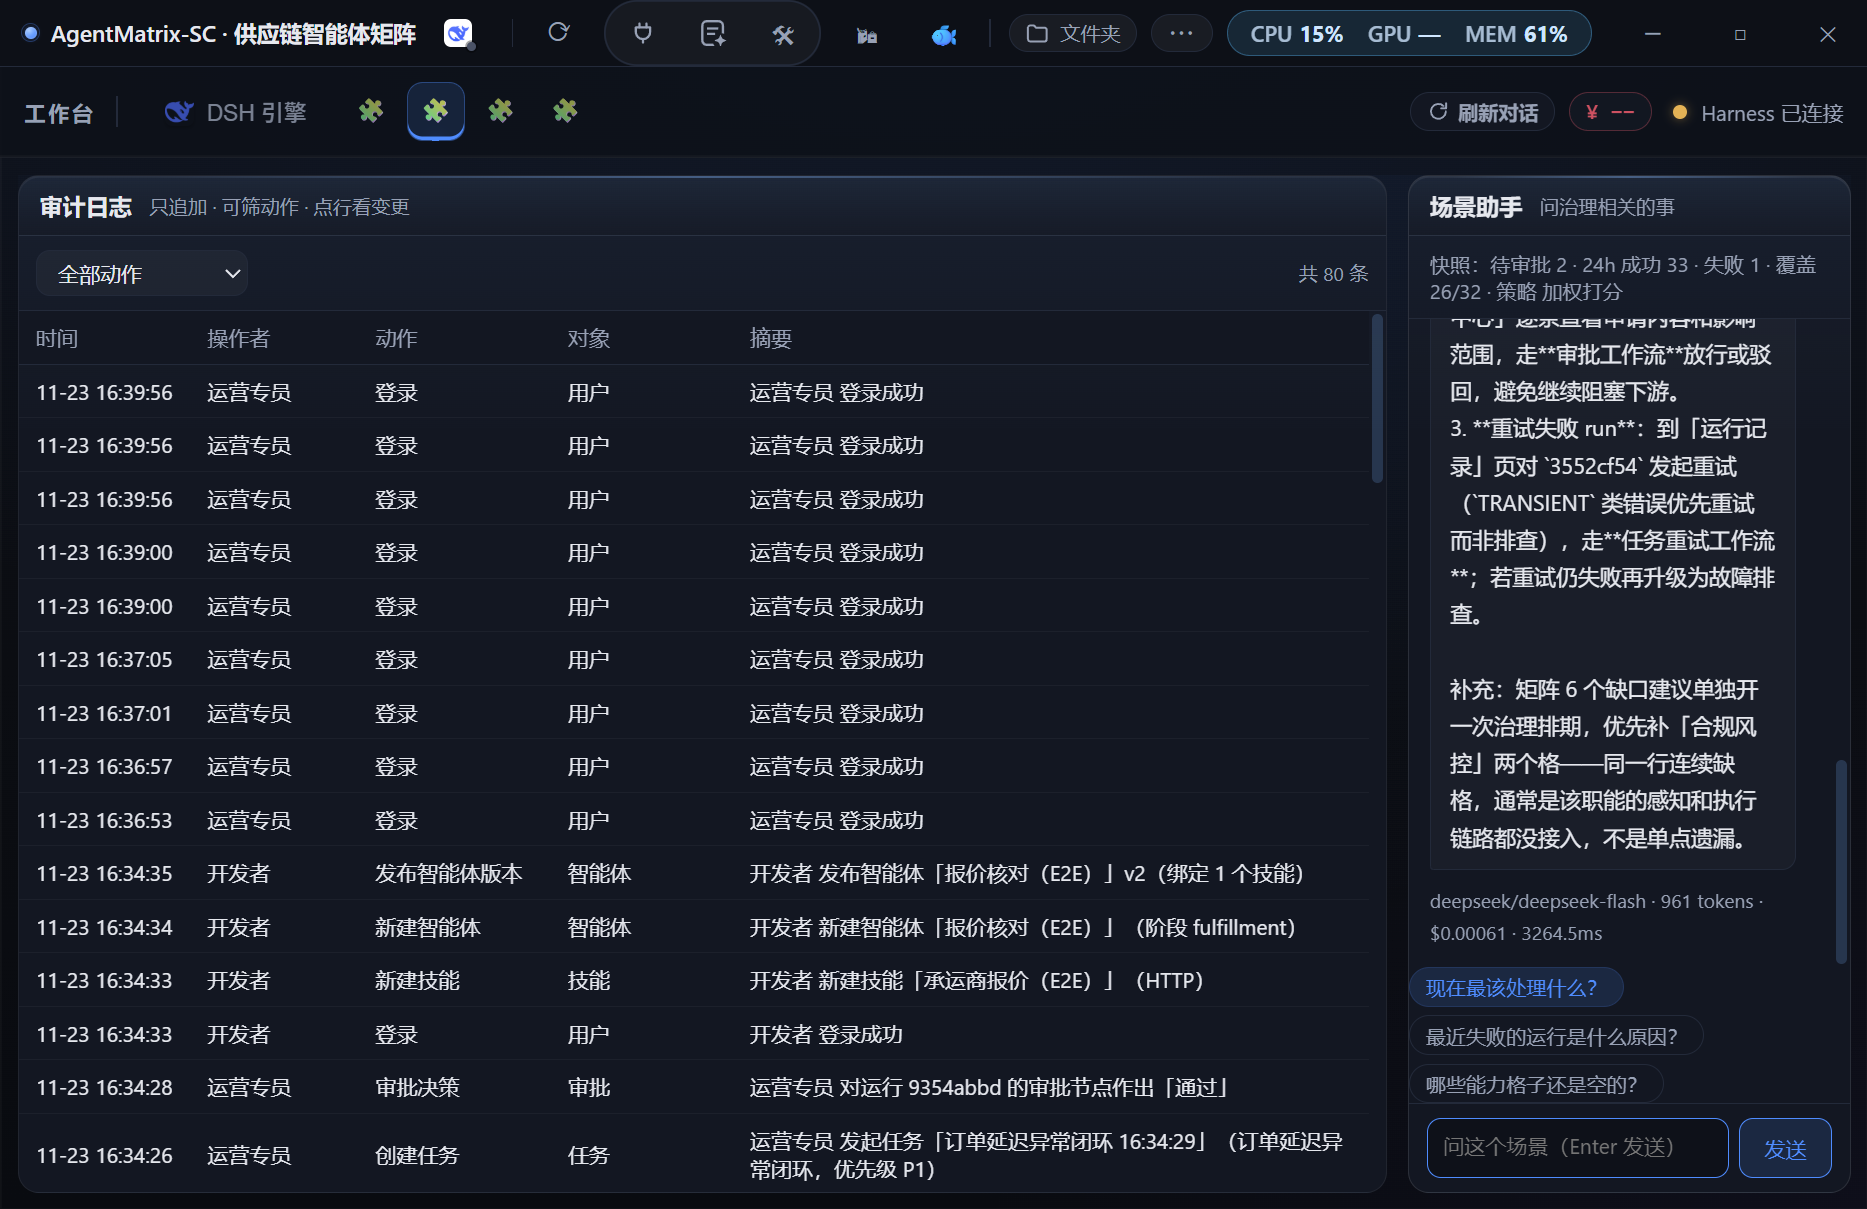 AgentMatrix-SC · 供应链智能体矩阵
文件夹
CPU 15% GPU — MEM 61%
工作台
DSH 引擎
刷新对话
¥ --
Harness 已连接
审计日志 只追加 · 可筛动作 · 点行看变更
全部动作
共 80 条
时间 操作者 动作 对象 摘要
11-23 16:39:56 运营专员 登录 用户 运营专员 登录成功
11-23 16:39:56 运营专员 登录 用户 运营专员 登录成功
11-23 16:39:56 运营专员 登录 用户 运营专员 登录成功
11-23 16:39:00 运营专员 登录 用户 运营专员 登录成功
11-23 16:39:00 运营专员 登录 用户 运营专员 登录成功
11-23 16:37:05 运营专员 登录 用户 运营专员 登录成功
11-23 16:37:01 运营专员 登录 用户 运营专员 登录成功
11-23 16:36:57 运营专员 登录 用户 运营专员 登录成功
11-23 16:36:53 运营专员 登录 用户 运营专员 登录成功
11-23 16:34:35 开发者 发布智能体版本 智能体 开发者 发布智能体「报价核对（E2E）」v2（绑定 1 个技能）
11-23 16:34:34 开发者 新建智能体 智能体 开发者 新建智能体「报价核对（E2E）」（阶段 fulfillment）
11-23 16:34:33 开发者 新建技能 技能 开发者 新建技能「承运商报价（E2E）」（HTTP）
11-23 16:34:33 开发者 登录 用户 开发者 登录成功
11-23 16:34:28 运营专员 审批决策 审批 运营专员 对运行 9354abbd 的审批节点作出「通过」
11-23 16:34:26 运营专员 创建任务 任务 运营专员 发起任务「订单延迟异常闭环 16:34:29」（订单延迟异
常闭环，优先级 P1）
场景助手 问治理相关的事
快照：待审批 2 · 24h 成功 33 · 失败 1 · 覆盖
26/32 · 策略 加权打分
中心」逐条查看申请内容和影响
范围，走**审批工作流**放行或驳
回，避免继续阻塞下游。
3. **重试失败 run**：到「运行记
录」页对 `3552cf54` 发起重试
（`TRANSIENT` 类错误优先重试
而非排查），走**任务重试工作流
**；若重试仍失败再升级为故障排
查。
补充：矩阵 6 个缺口建议单独开
一次治理排期，优先补「合规风
控」两个格——同一行连续缺
格，通常是该职能的感知和执行
链路都没接入，不是单点遗漏。
deepseek/deepseek-flash · 961 tokens ·
$0.00061 · 3264.5ms
现在最该处理什么？
最近失败的运行是什么原因？
哪些能力格子还是空的？
问这个场景（Enter 发送）
发送